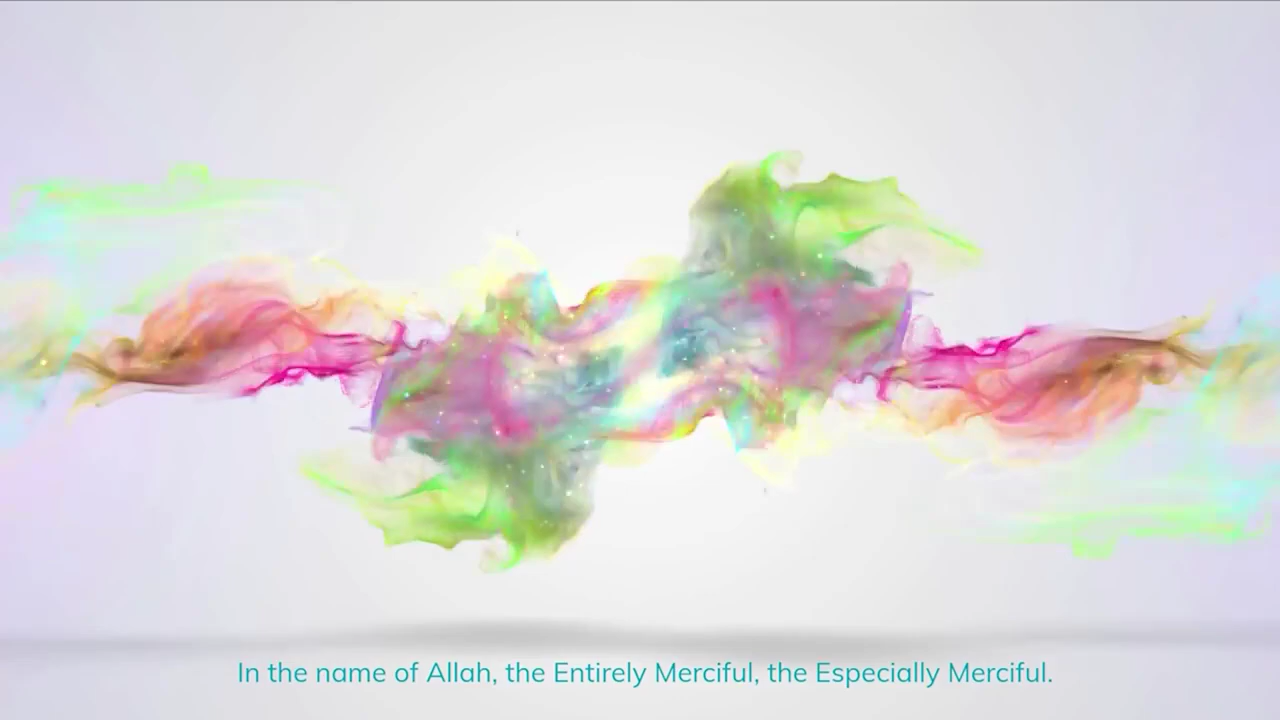 In the name of Allah, the Entirely Merciful, the Especially Merciful.